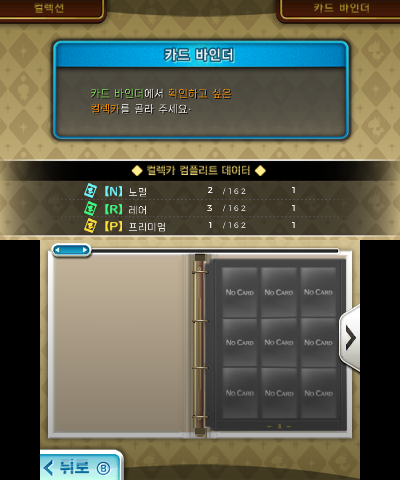 컬렉션
카드 바인더
카드 바인더
카드 바인더에서 확인하고 싶은
컬렉카를 골라 주세요.
컬렉카 컴플리트 데이터
【N】 노멀 2 /162 1
【R】 레어 3 /162 1
【P】 프리미엄 1 /162 1
NO CARD NO CARD NO CARD
NO CARD NO CARD NO CARD
NO CARD NO CARD NO CARD
뒤로 B